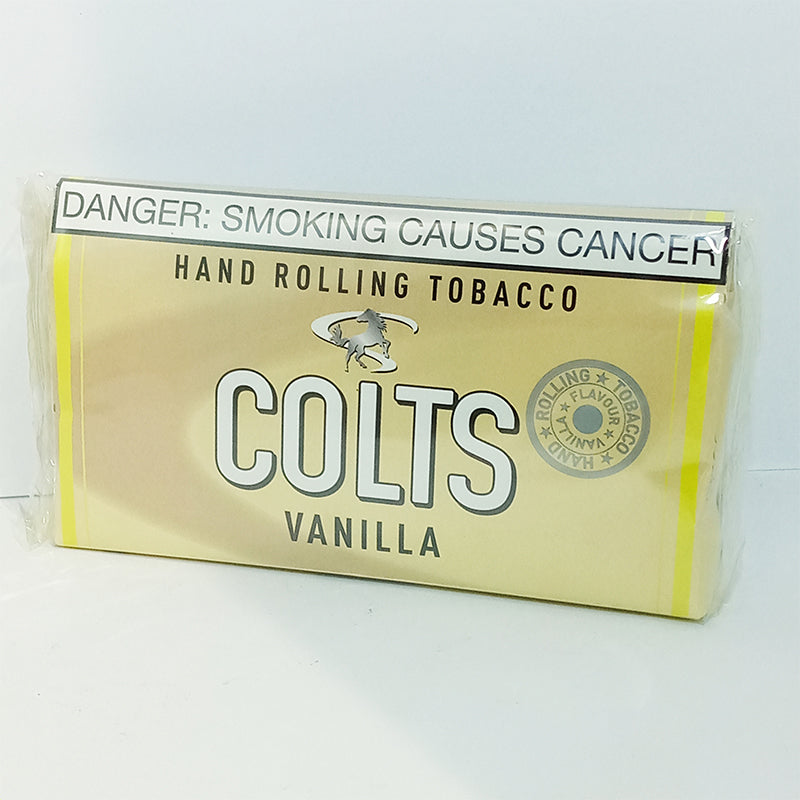 DANGER: SMOKING CAUSES CANCER
HAND ROLLING TOBACCO
COLTS
VANILLA
ROLLING ★ TOBACCO ★ HAND ★
FLAVOUR ★ VANILLA ★